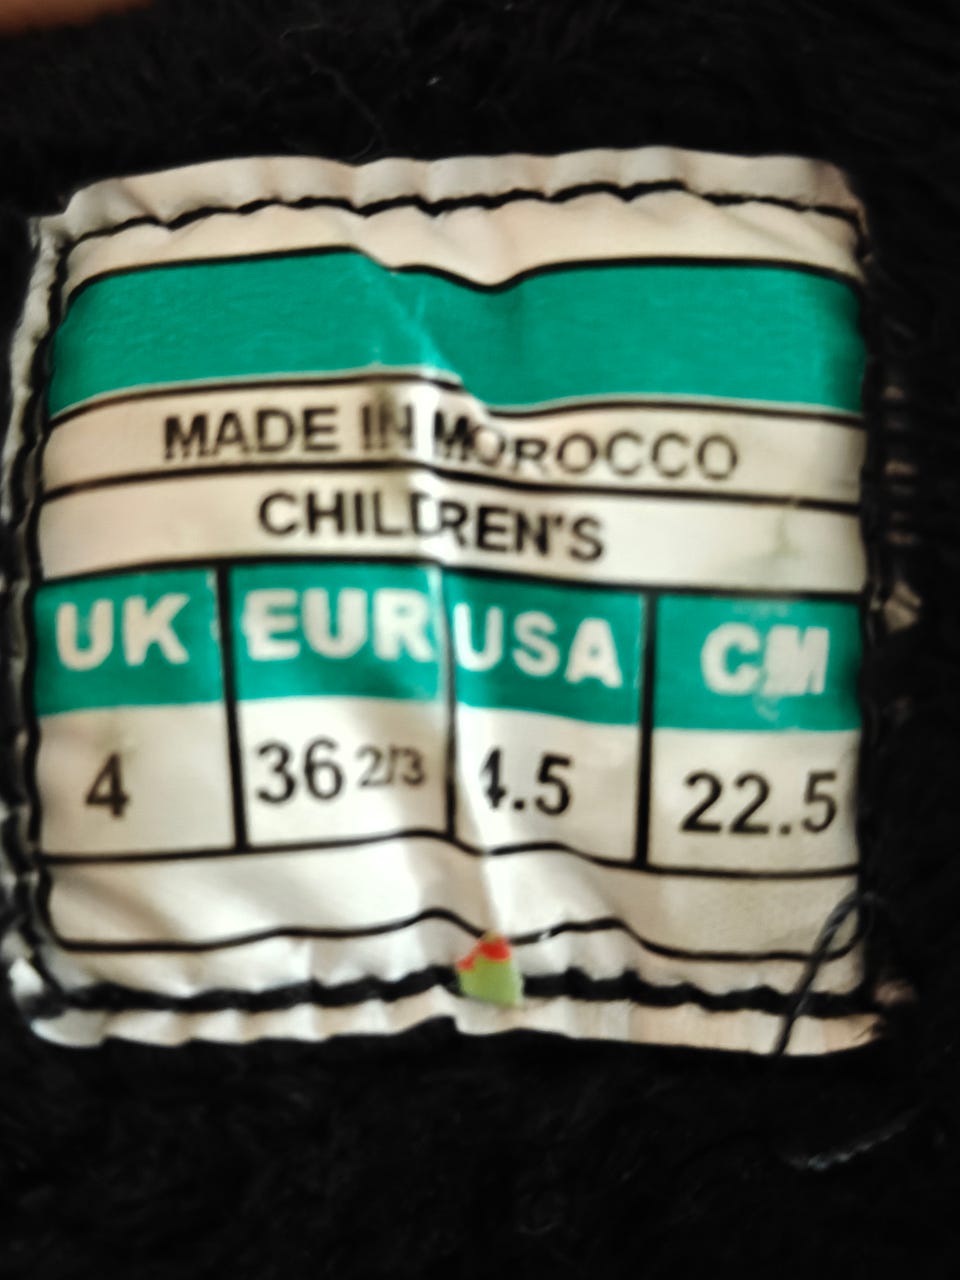 MADE IN MOROCCO
CHILDREN'S
UK EUR USA CM
4 36 2/3 4.5 22.5